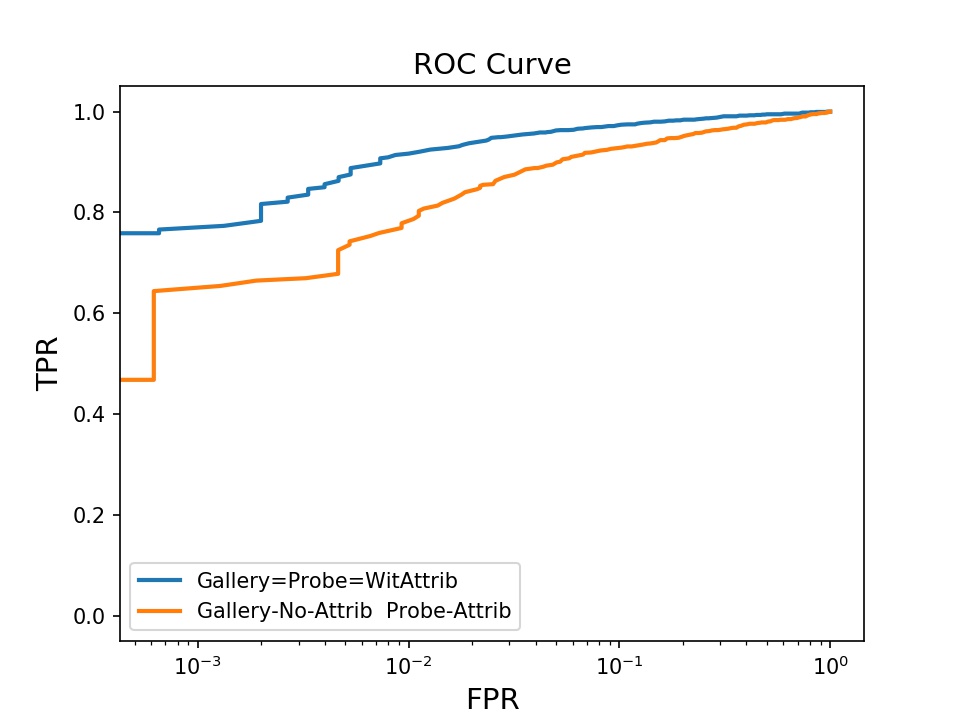 ROC Curve
1.0
0.8
0.6
0.4
0.2
0.0
TPR
Gallery=Probe=WitAttrib
Gallery-No-Attrib  Probe-Attrib
10⁻³ 10⁻² 10⁻¹ 10⁰
FPR